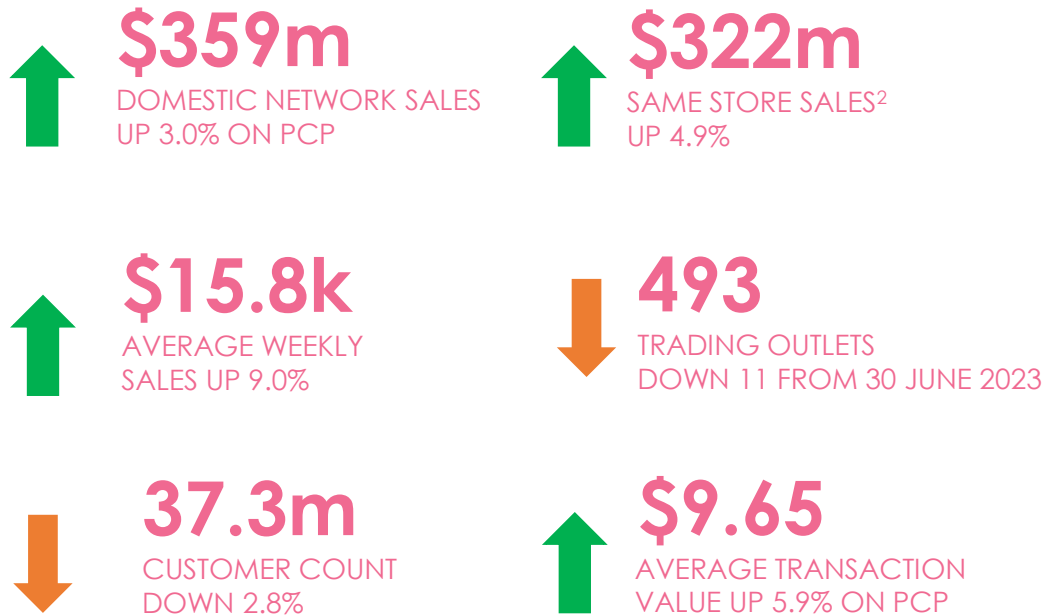 $359m
DOMESTIC NETWORK SALES
UP 3.0% ON PCP
$322m
SAME STORE SALES²
UP 4.9%
$15.8k
AVERAGE WEEKLY
SALES UP 9.0%
493
TRADING OUTLETS
DOWN 11 FROM 30 JUNE 2023
37.3m
CUSTOMER COUNT
DOWN 2.8%
$9.65
AVERAGE TRANSACTION
VALUE UP 5.9% ON PCP